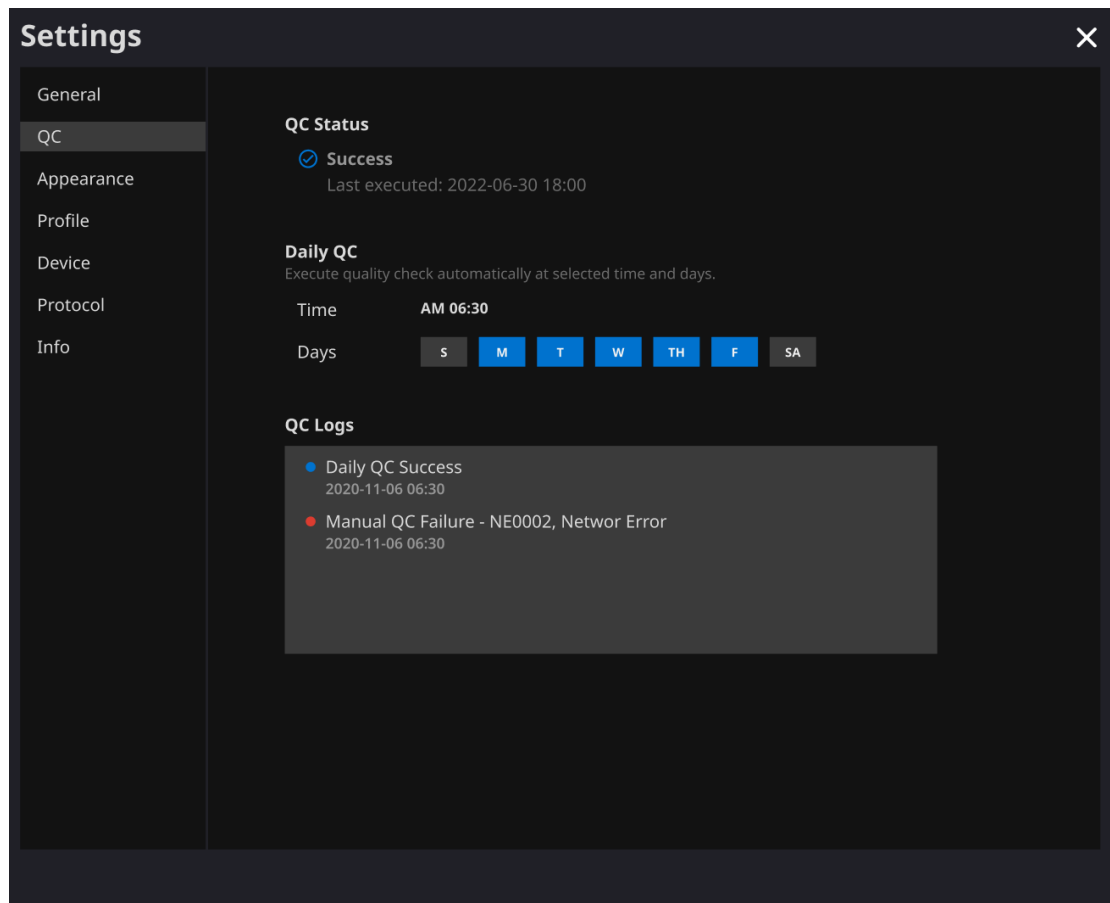 Settings
General
QC
Appearance
Profile
Device
Protocol
Info
QC Status
Success
Last executed: 2022-06-30 18:00
Daily QC
Execute quality check automatically at selected time and days.
Time AM 06:30
Days S M T W TH F SA
QC Logs
Daily QC Success
2020-11-06 06:30
Manual QC Failure - NE0002, Networ Error
2020-11-06 06:30